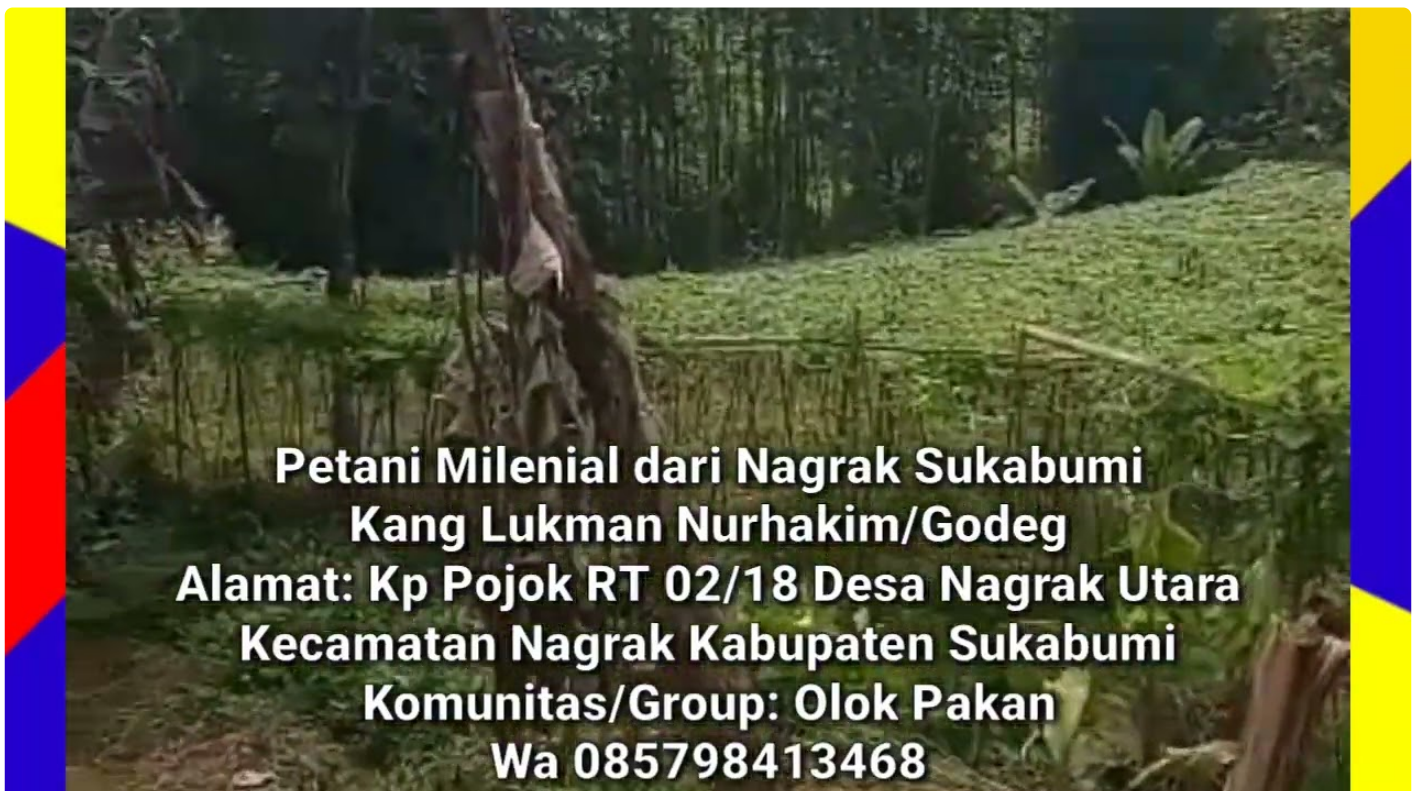 Petani Milenial dari Nagrak Sukabumi
Kang Lukman Nurhakim/Godeg
Alamat: Kp Pojok RT 02/18 Desa Nagrak Utara
Kecamatan Nagrak Kabupaten Sukabumi
Komunitas/Group: Olok Pakan
Wa 085798413468